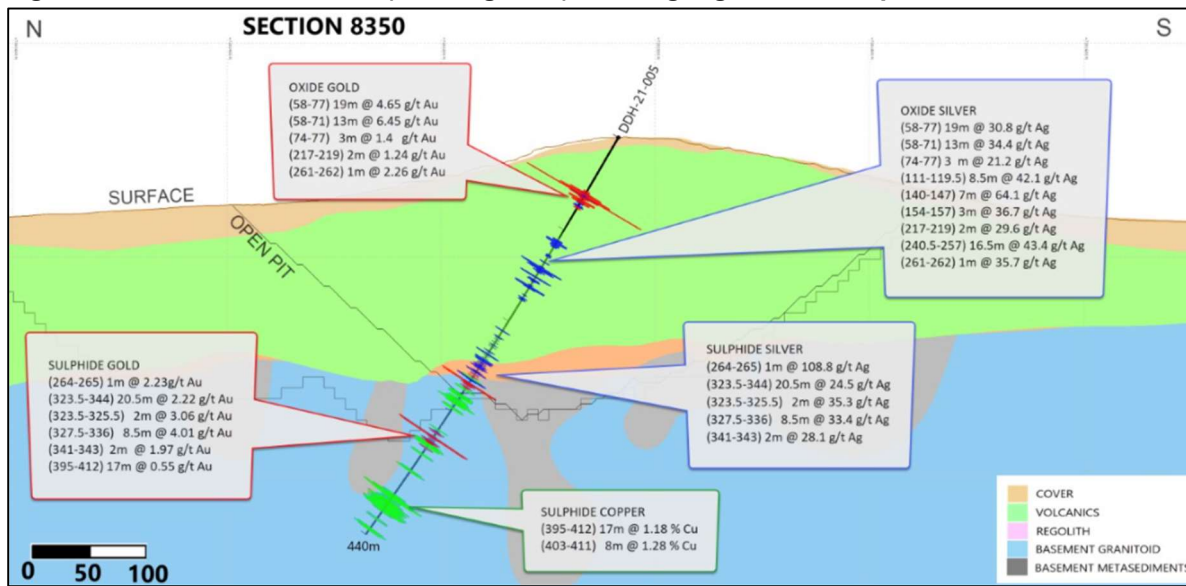 N
SECTION 8350
S
DDH-21-005
OXIDE GOLD
(58-77) 19m @ 4.65 g/t Au
(58-71) 13m @ 6.45 g/t Au
(74-77) 3m @ 1.4 g/t Au
(217-219) 2m @ 1.24 g/t Au
(261-262) 1m @ 2.26 g/t Au
OXIDE SILVER
(58-77) 19m @ 30.8 g/t Ag
(58-71) 13m @ 34.4 g/t Ag
(74-77) 3 m @ 21.2 g/t Ag
(111-119.5) 8.5m @ 42.1 g/t Ag
(140-147) 7m @ 64.1 g/t Ag
(154-157) 3m @ 36.7 g/t Ag
(217-219) 2m @ 29.6 g/t Ag
(240.5-257) 16.5m @ 43.4 g/t Ag
(261-262) 1m @ 35.7 g/t Ag
SURFACE
OPEN PIT
SULPHIDE GOLD
(264-265) 1m @ 2.23g/t Au
(323.5-344) 20.5m @ 2.22 g/t Au
(323.5-325.5) 2m @ 3.06 g/t Au
(327.5-336) 8.5m @ 4.01 g/t Au
(341-343) 2m @ 1.97 g/t Au
(395-412) 17m @ 0.55 g/t Au
SULPHIDE SILVER
(264-265) 1m @ 108.8 g/t Ag
(323.5-344) 20.5m @ 24.5 g/t Ag
(323.5-325.5) 2m @ 35.3 g/t Ag
(327.5-336) 8.5m @ 33.4 g/t Ag
(341-343) 2m @ 28.1 g/t Ag
SULPHIDE COPPER
(395-412) 17m @ 1.18 % Cu
(403-411) 8m @ 1.28 % Cu
440m
0 50 100
COVER
VOLCANICS
REGOLITH
BASEMENT GRANITOID
BASEMENT METASEDIMENTS